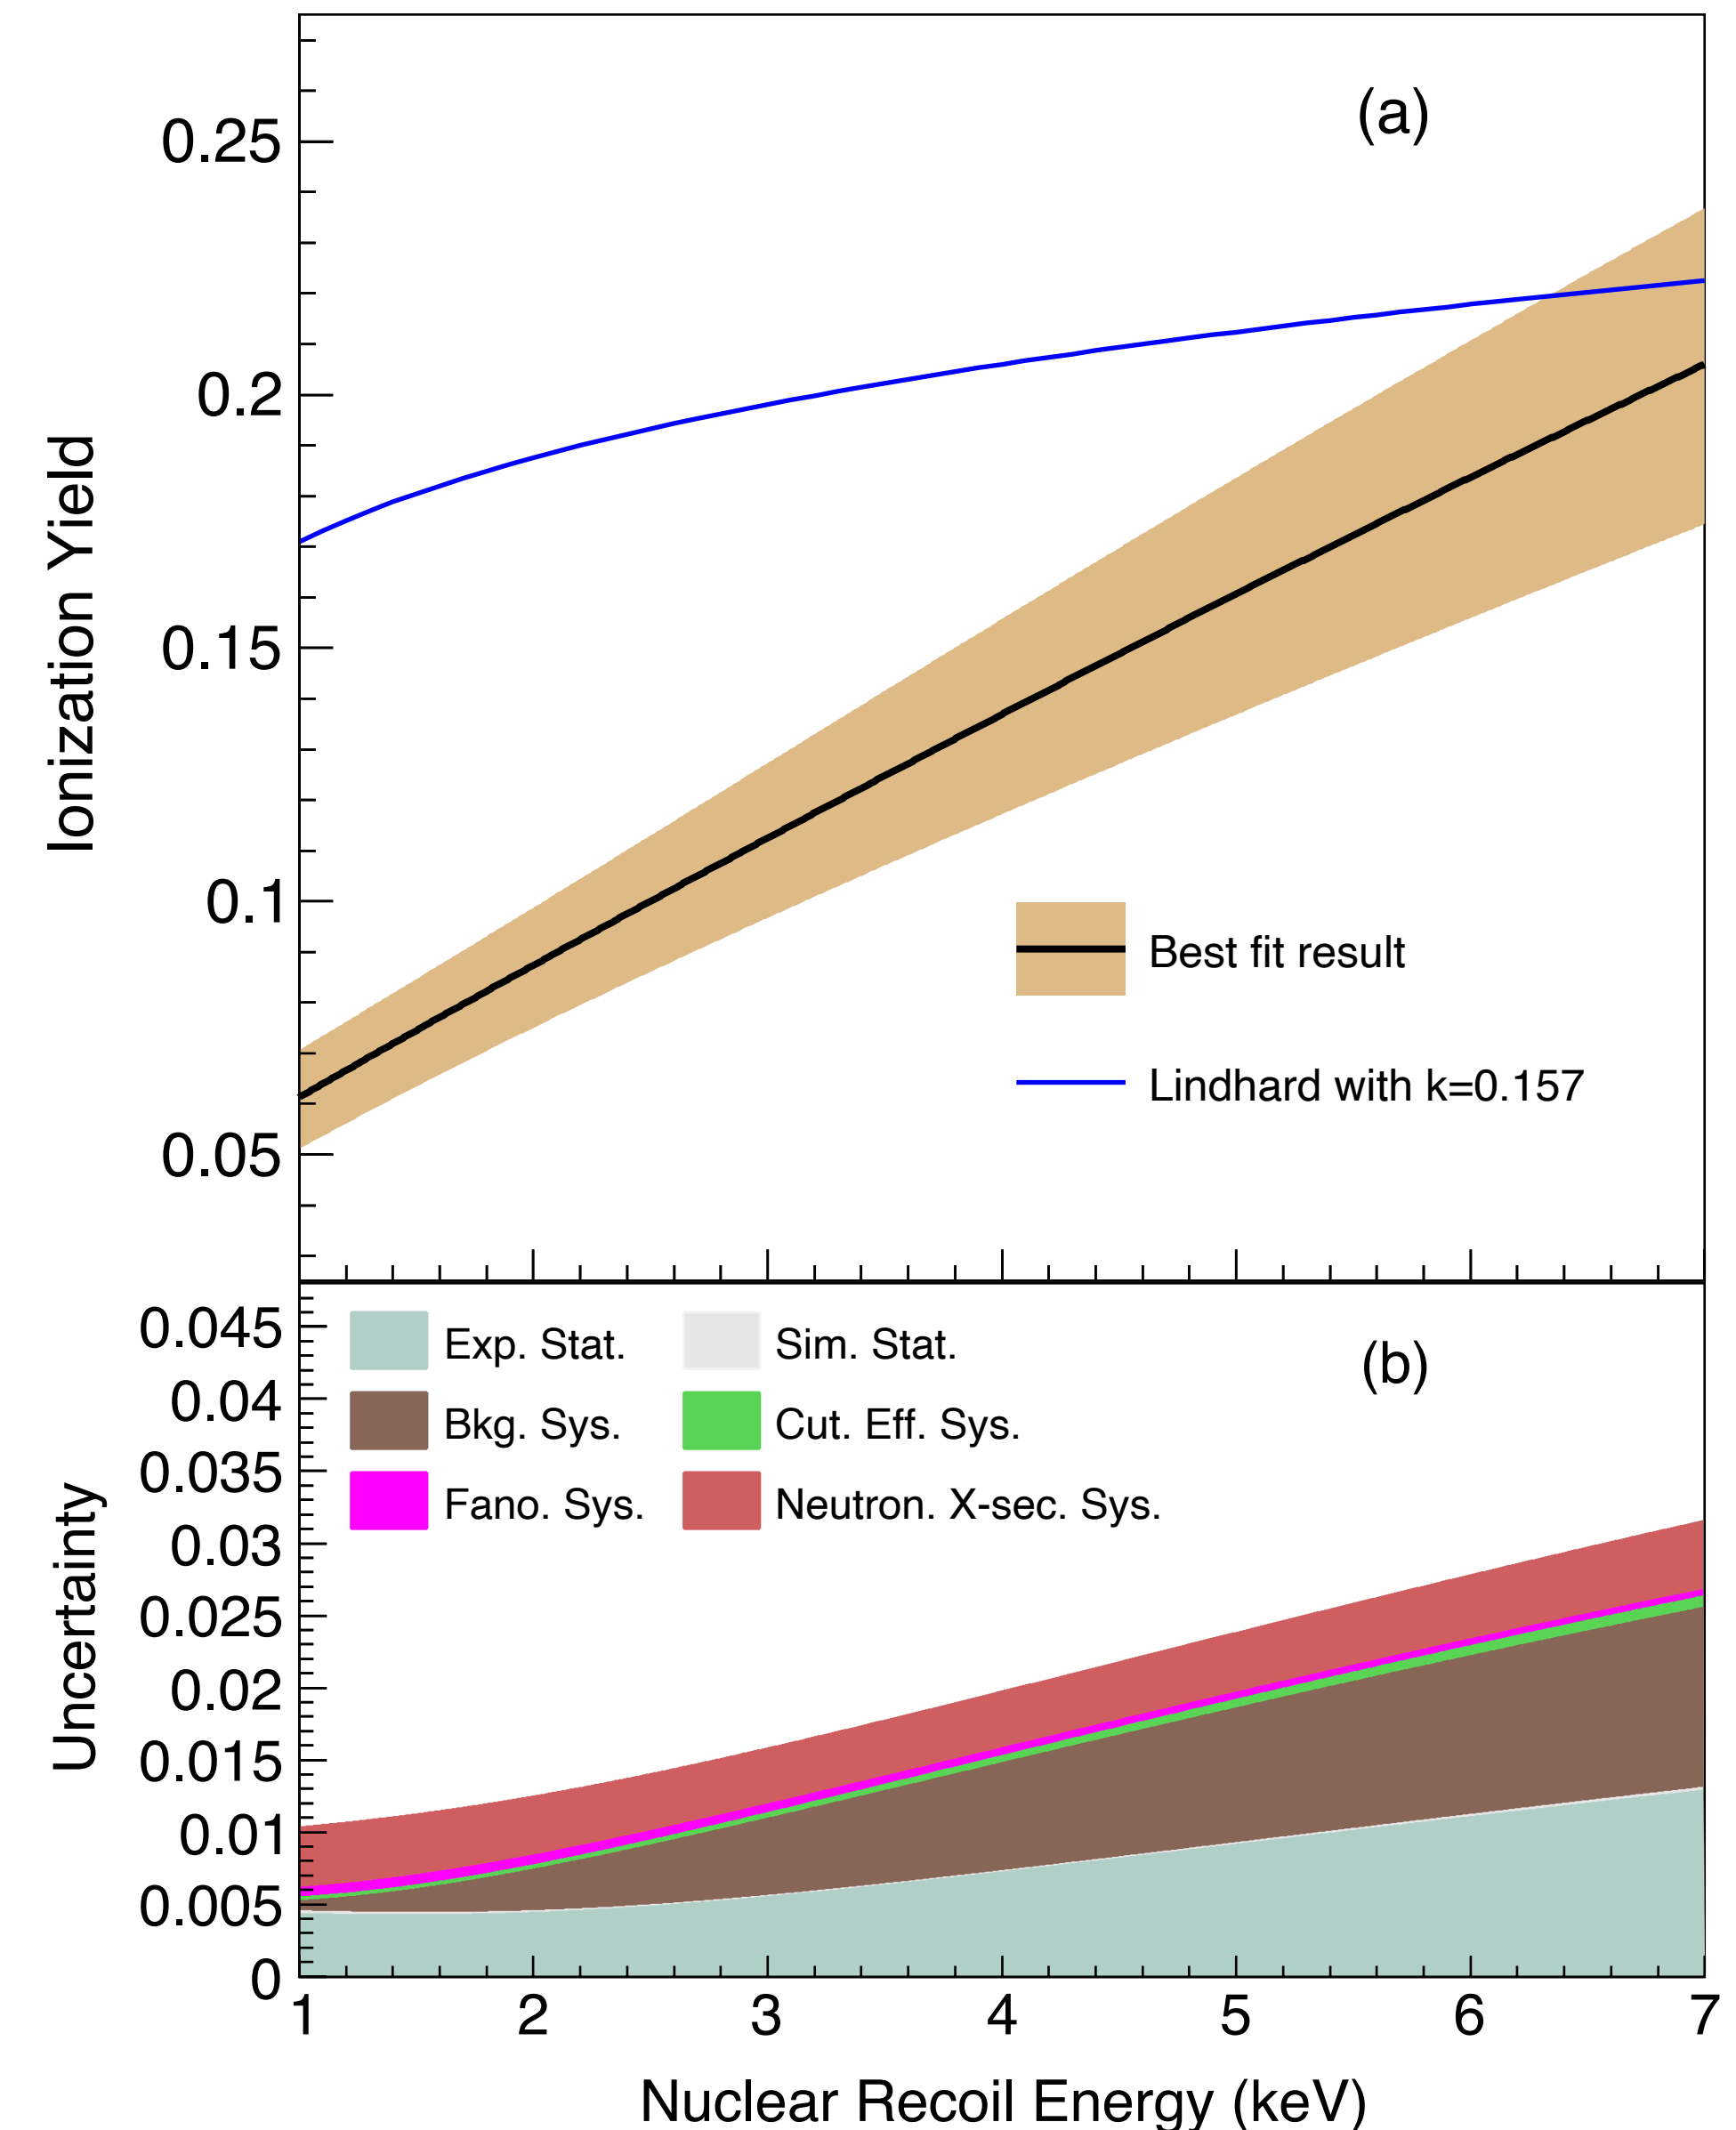 (a)
0.25
0.2
0.15
0.1
0.05
Ionization Yield
Best fit result
Lindhard with k=0.157
(b)
Exp. Stat.
Sim. Stat.
Bkg. Sys.
Cut. Eff. Sys.
Fano. Sys.
Neutron. X-sec. Sys.
0.045
0.04
0.035
0.03
0.025
0.02
0.015
0.01
0.005
0
Uncertainty
1 2 3 4 5 6 7
Nuclear Recoil Energy (keV)